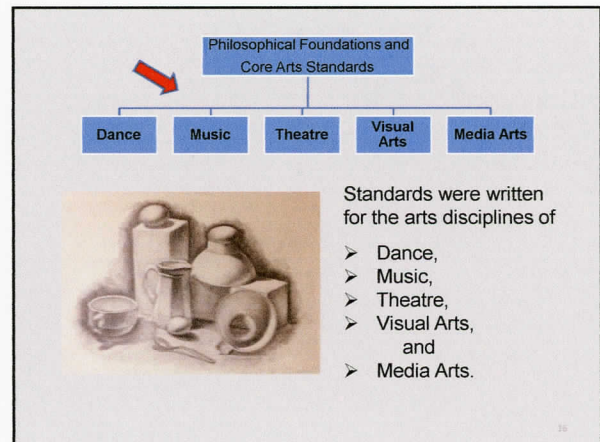 Philosophical Foundations and
Core Arts Standards
Dance
Music
Theatre
Visual
Arts
Media Arts
Standards were written
for the arts disciplines of
➢ Dance,
➢ Music,
➢ Theatre,
➢ Visual Arts,
and
➢ Media Arts.
36